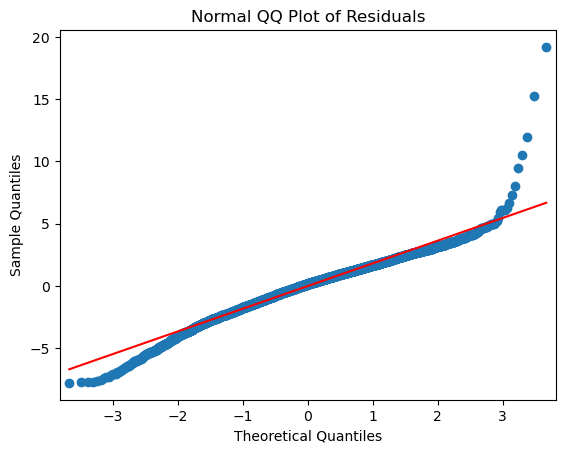 Normal QQ Plot of Residuals
20
15
10
5
0
−5
Sample Quantiles
−3 −2 −1 0 1 2 3
Theoretical Quantiles